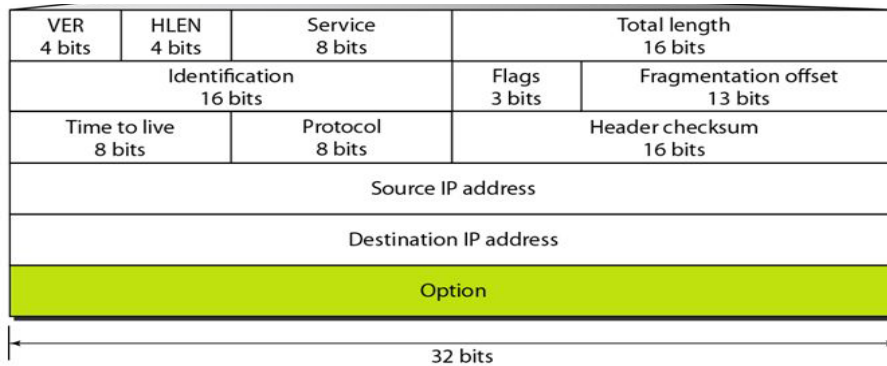 VER HLEN Service Total length
4 bits 4 bits 8 bits 16 bits
Identification Flags Fragmentation offset
16 bits 3 bits 13 bits
Time to live Protocol Header checksum
8 bits 8 bits 16 bits
Source IP address
Destination IP address
Option
32 bits